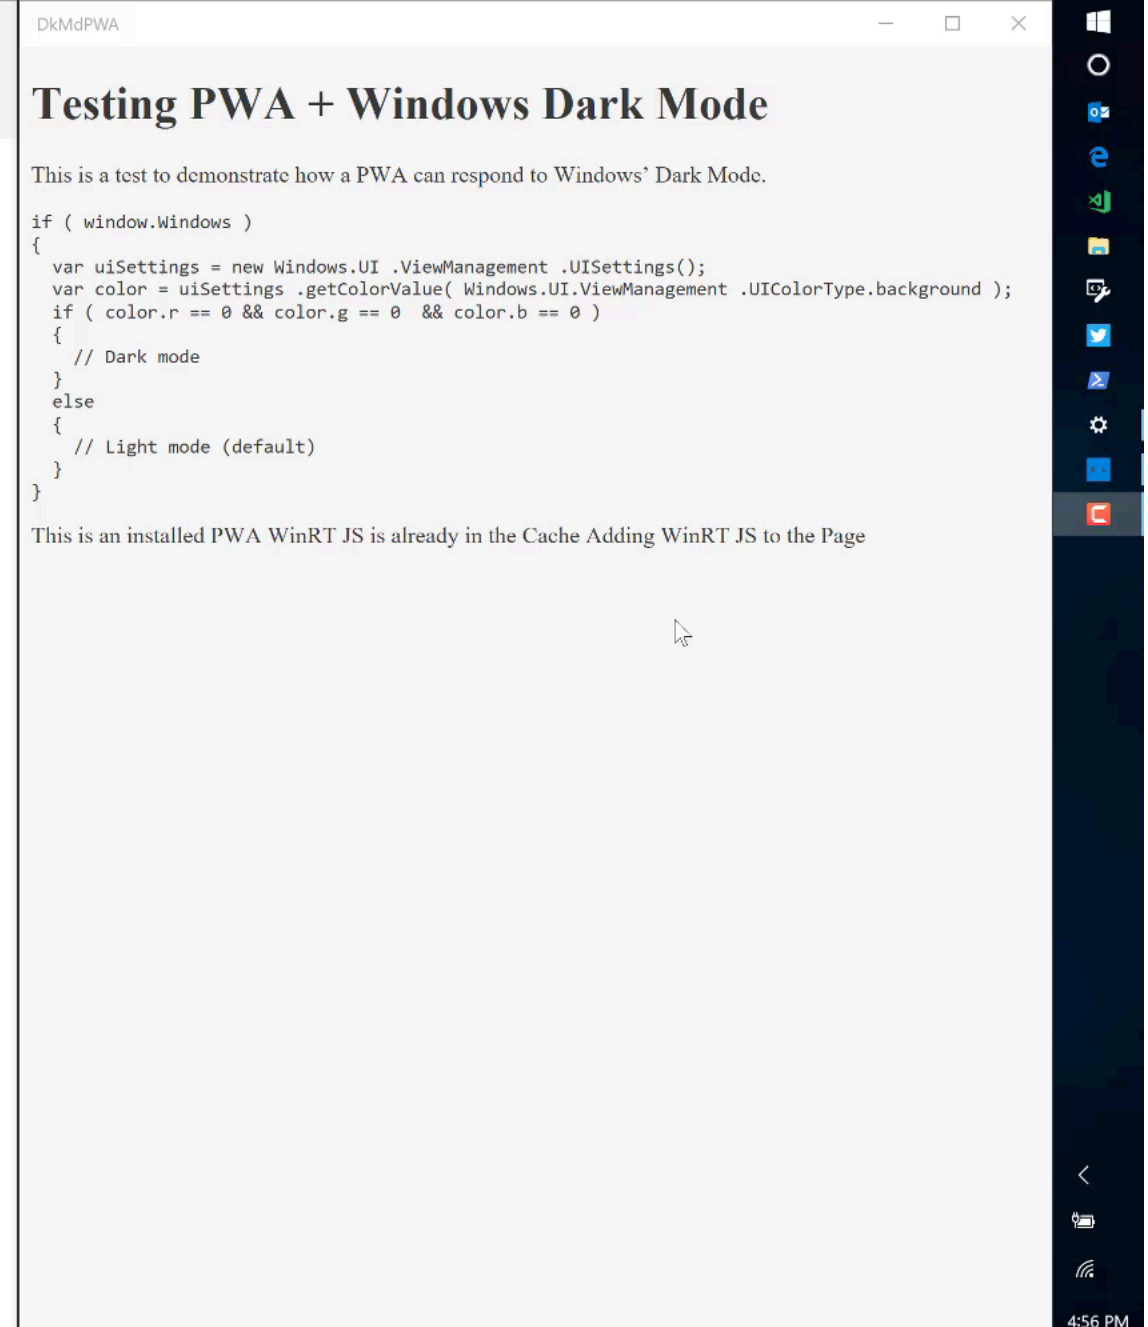 DkMdPWA
Testing PWA + Windows Dark Mode
This is a test to demonstrate how a PWA can respond to Windows’ Dark Mode.
if ( window.Windows )
{
  var uiSettings = new Windows.UI .ViewManagement .UISettings();
  var color = uiSettings .getColorValue( Windows.UI.ViewManagement .UIColorType.background );
  if ( color.r == 0 && color.g == 0  && color.b == 0 )
  {
    // Dark mode
  }
  else
  {
    // Light mode (default)
  }
}
This is an installed PWA WinRT JS is already in the Cache Adding WinRT JS to the Page
4:56 PM